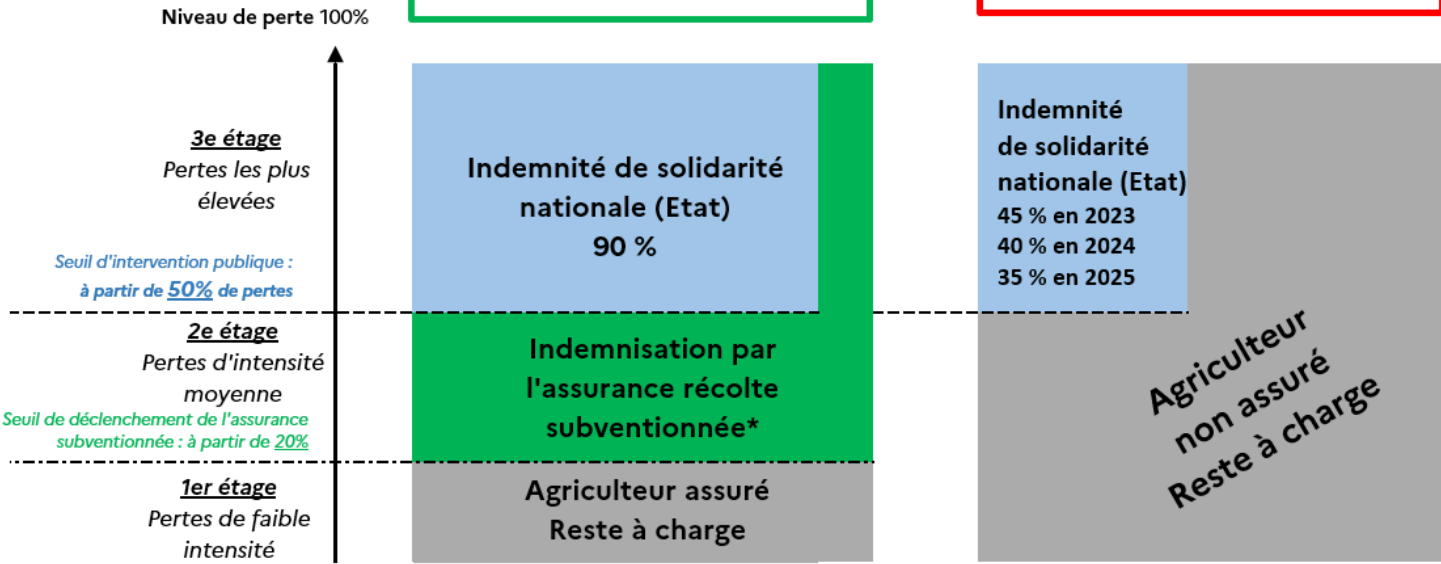 Niveau de perte 100%
3e étage
Pertes les plus
élevées
Seuil d'intervention publique :
à partir de 50% de pertes
2e étage
Pertes d'intensité
moyenne
Seuil de déclenchement de l'assurance
subventionnée : à partir de 20%
1er étage
Pertes de faible
intensité
Indemnité de solidarité
nationale (Etat)
90 %
Indemnisation par
l'assurance récolte
subventionnée*
Agriculteur assuré
Reste à charge
Indemnité
de solidarité
nationale (Etat)
45 % en 2023
40 % en 2024
35 % en 2025
Agriculteur
non assuré
Reste à charge